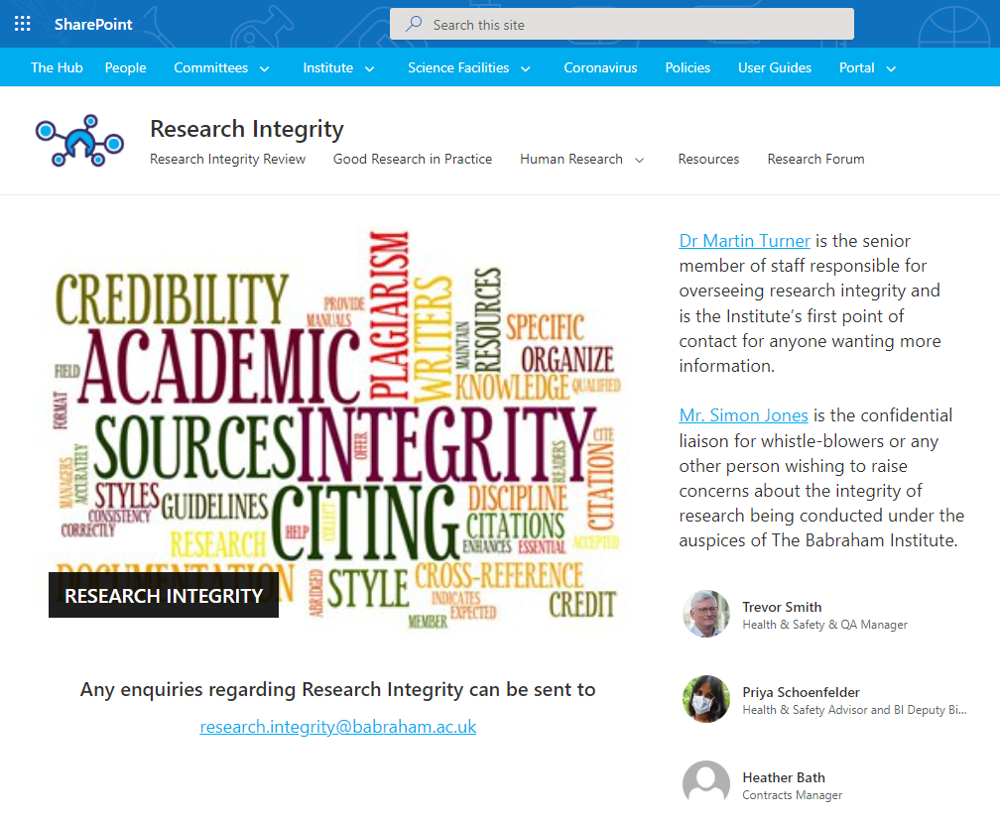 SharePoint
Search this site
The Hub People Committees Institute Science Facilities Coronavirus Policies User Guides Portal
Research Integrity
Research Integrity Review Good Research in Practice Human Research Resources Research Forum
CREDIBILITY
PROVIDE
MANUALS
PLAGIARISM
WRITERS
MAINTAIN
RESOURCES
SPECIFIC
ORGANIZE
FIELD
ACADEMIC
KNOWLEDGE
QUALIFIED
FORMAT
SOURCES
INTEGRITY
OFFER
READERS
CITE
CITATION
MANAGERS
ACCURATELY
STYLES
CONSISTENCY
CORRECTLY
GUIDELINES
CITING
DISCIPLINE
CITATIONS
RESEARCH
HELP
COLLECT
ENHANCES
ESSENTIAL
ACCEPTED
DOCUMENTATION
ABRIDGED
STYLE
CROSS-REFERENCE
INDICATES
EXPECTED
MEMBER
CREDIT
RESEARCH INTEGRITY
Any enquiries regarding Research Integrity can be sent to
research.integrity@babraham.ac.uk
Dr Martin Turner is the senior
member of staff responsible for
overseeing research integrity and
is the Institute's first point of
contact for anyone wanting more
information.
Mr. Simon Jones is the confidential
liaison for whistle-blowers or any
other person wishing to raise
concerns about the integrity of
research being conducted under the
auspices of The Babraham Institute.
Trevor Smith
Health & Safety & QA Manager
Priya Schoenfelder
Health & Safety Advisor and BI Deputy Bi...
Heather Bath
Contracts Manager